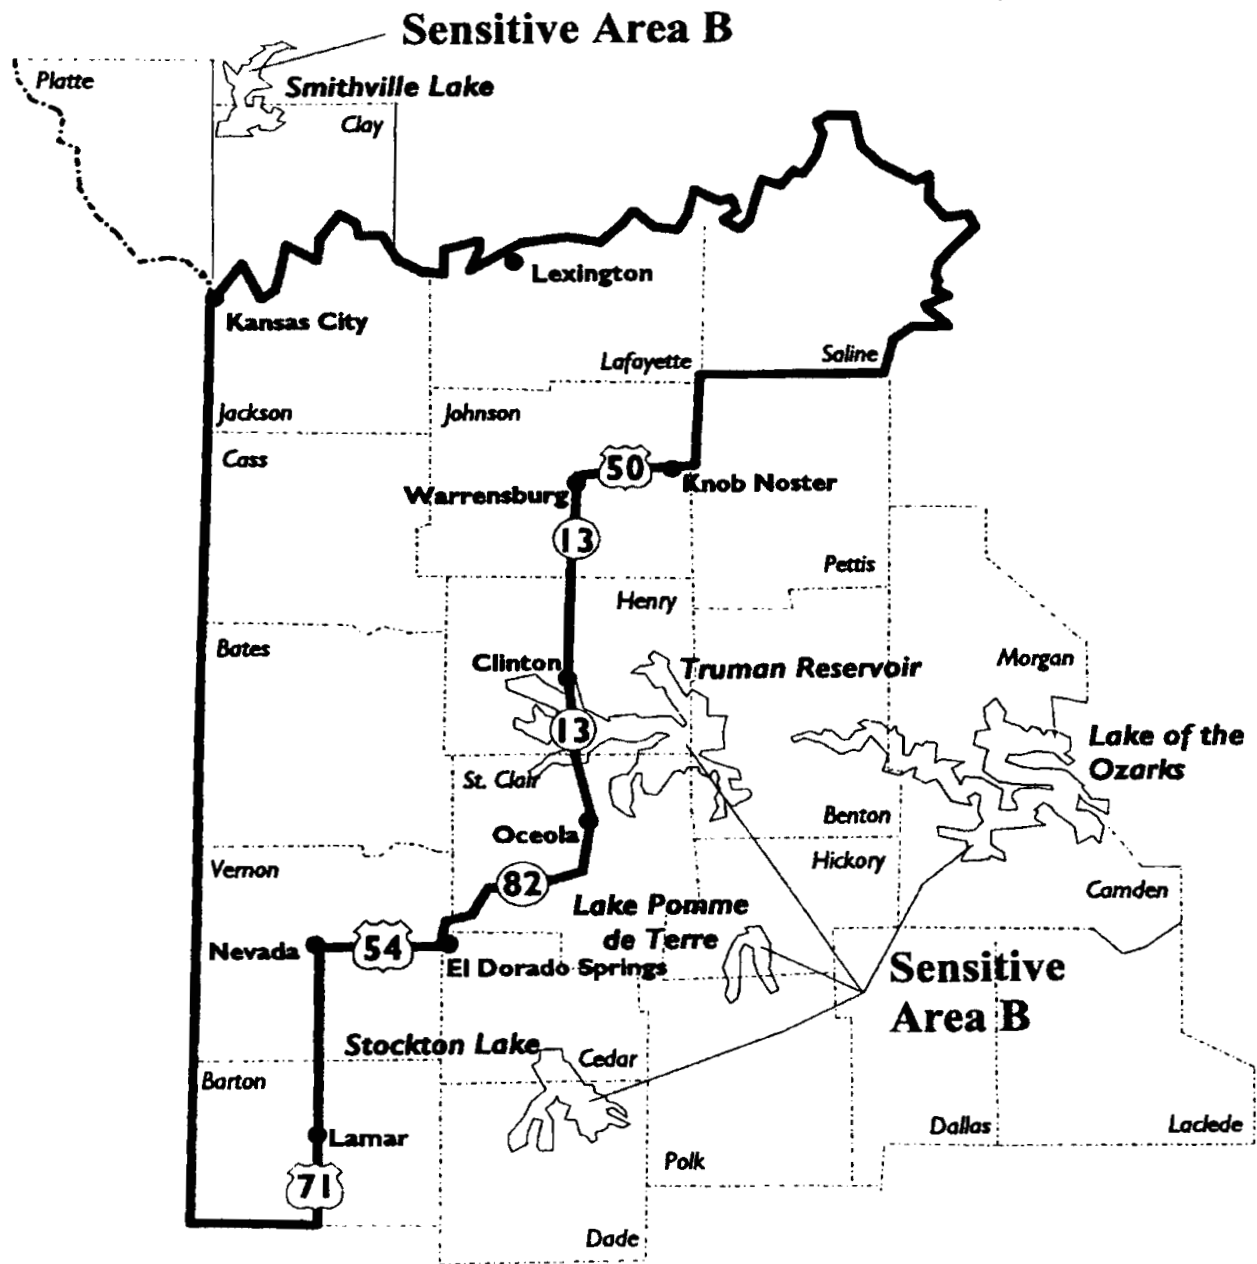 Sensitive Area B
Platte
Smithville Lake
Clay
Lexington
Kansas City
Lafayette
Saline
Jackson
Johnson
Cass
50
Knob Noster
Warrensburg
13
Pettis
Henry
Bates
Clinton
Truman Reservoir
Morgan
13
Lake of the
Ozarks
St. Clair
Oceola
Benton
Vernon
Hickory
82
Camden
Lake Pomme
de Terre
Nevada
54
El Dorado Springs
Sensitive
Area B
Stockton Lake
Cedar
Barton
Lamar
Dallas
Laclede
Polk
71
Dade